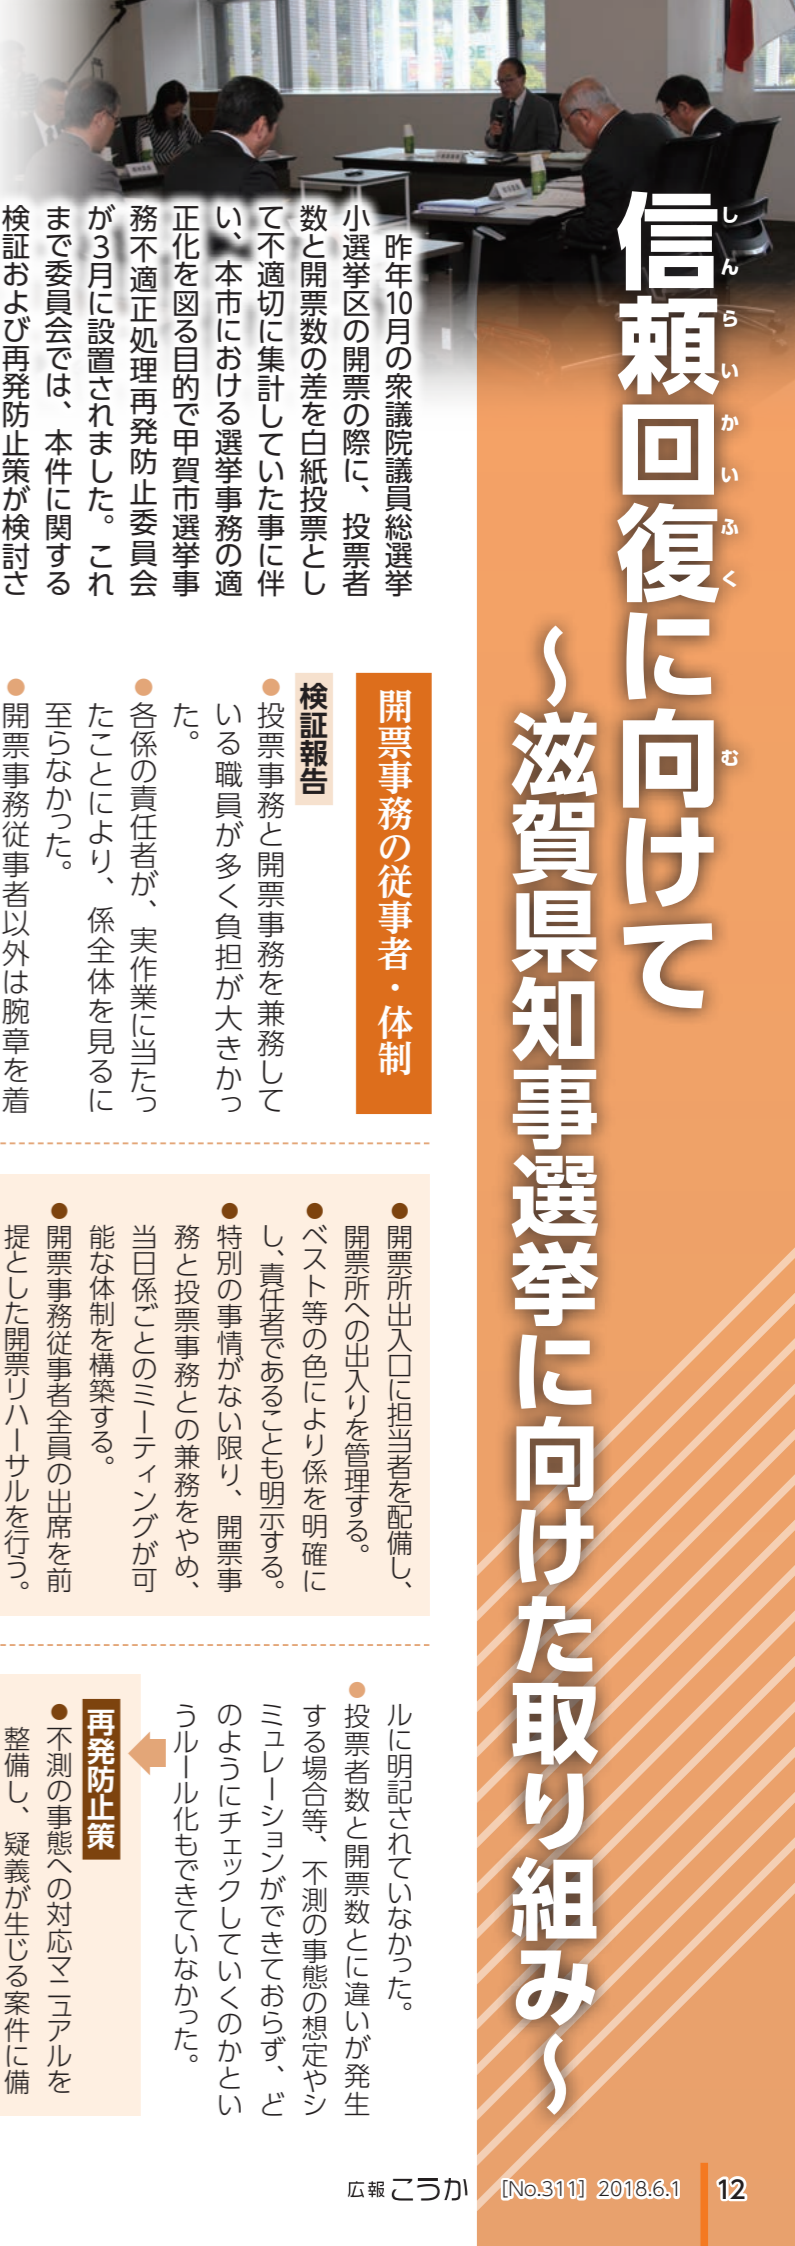 信頼回復に向けて
しんらいかいふく
む
～滋賀県知事選挙に向けた取り組み～
昨年10月の衆議院議員総選挙
小選挙区の開票の際に、投票者
数と開票数の差を白紙投票とし
て不適切に集計していた事に伴
い、本市における選挙事務の適
正化を図る目的で甲賀市選挙事
務不適正処理再発防止委員会
が3月に設置されました。これ
まで委員会では、本件に関する
検証および再発防止策が検討さ
開票事務の従事者・体制
検証報告
●投票事務と開票事務を兼務して
いる職員が多く負担が大きかっ
た。
●各係の責任者が、実作業に当たっ
たことにより、係全体を見るに
至らなかった。
●開票事務従事者以外は腕章を着
●開票所出入口に担当者を配備し、
開票所への出入りを管理する。
●ベスト等の色により係を明確に
し、責任者であることも明示する。
●特別の事情がない限り、開票事
務と投票事務との兼務をやめ、
当日係ごとのミーティングが可
能な体制を構築する。
●開票事務従事者全員の出席を前
提とした開票リハーサルを行う。
ルに明記されていなかった。
●投票者数と開票数とに違いが発生
する場合等、不測の事態の想定やシ
ミュレーションができておらず、ど
のようにチェックしていくのかとい
うルール化もできていなかった。
再発防止策
●不測の事態への対応マニュアルを
整備し、疑義が生じる案件に備
広報こうか [No.311] 2018.6.1 12